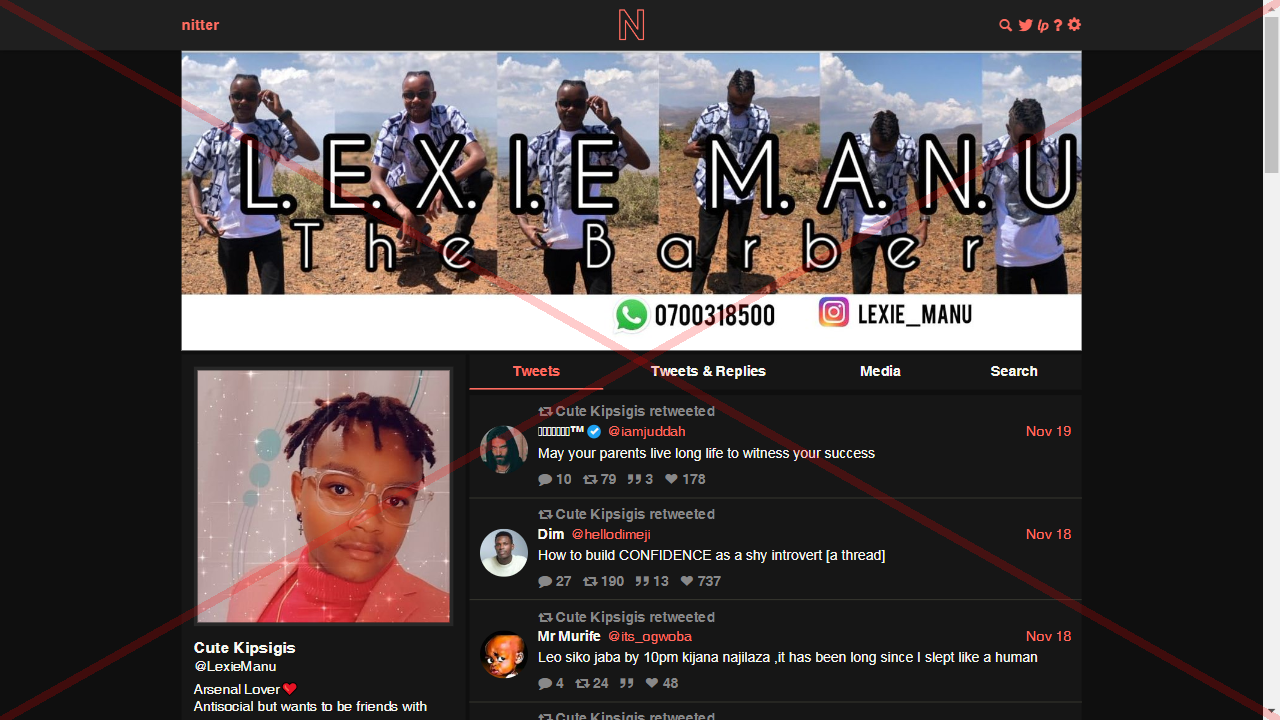 nitter
N
lp ?
L.E.X.I.E M.A.N.U
The Barber
0700318500 LEXIE_MANU
Tweets Tweets & Replies Media Search
Cute Kipsigis retweeted
™ @iamjuddah Nov 19
May your parents live long life to witness your success
10 79 3 178
Cute Kipsigis retweeted
Dim @hellodimeji Nov 18
How to build CONFIDENCE as a shy introvert [a thread]
27 190 13 737
Cute Kipsigis retweeted
Mr Murife @its_ogwoba Nov 18
Leo siko jaba by 10pm kijana najilaza ,it has been long since I slept like a human
4 24 48
Cute Kipsigis retweeted
Cute Kipsigis
@LexieManu
Arsenal Lover❤
Antisocial but wants to be friends with